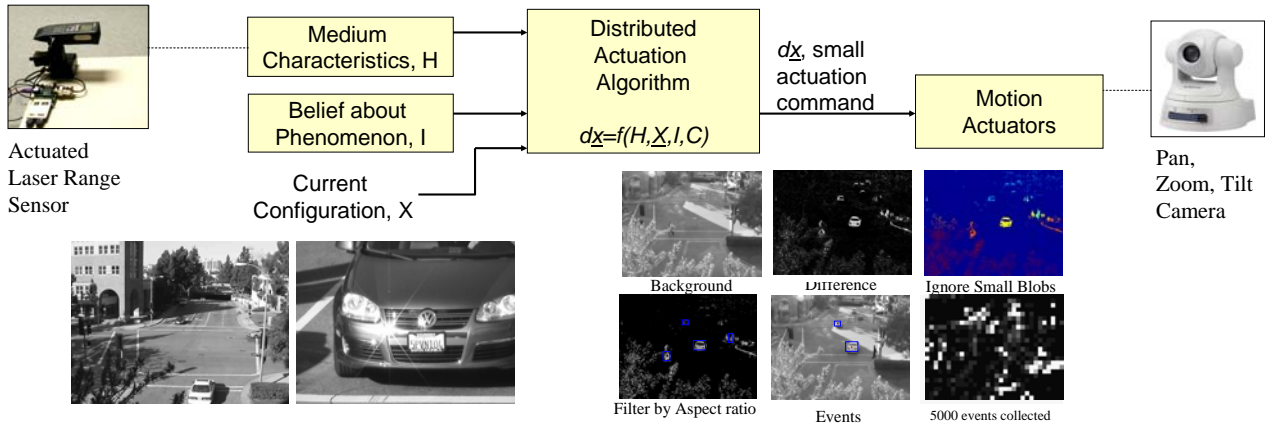 Medium
Characteristics, H
Distributed
Actuation
Algorithm
dx=f(H,X,I,C)
dx, small
actuation
command
Motion
Actuators
Belief about
Phenomenon, I
Current
Configuration, X
Actuated
Laser Range
Sensor
Pan,
Zoom, Tilt
Camera
Background
Difference
Ignore Small Blobs
Filter by Aspect ratio
Events
5000 events collected